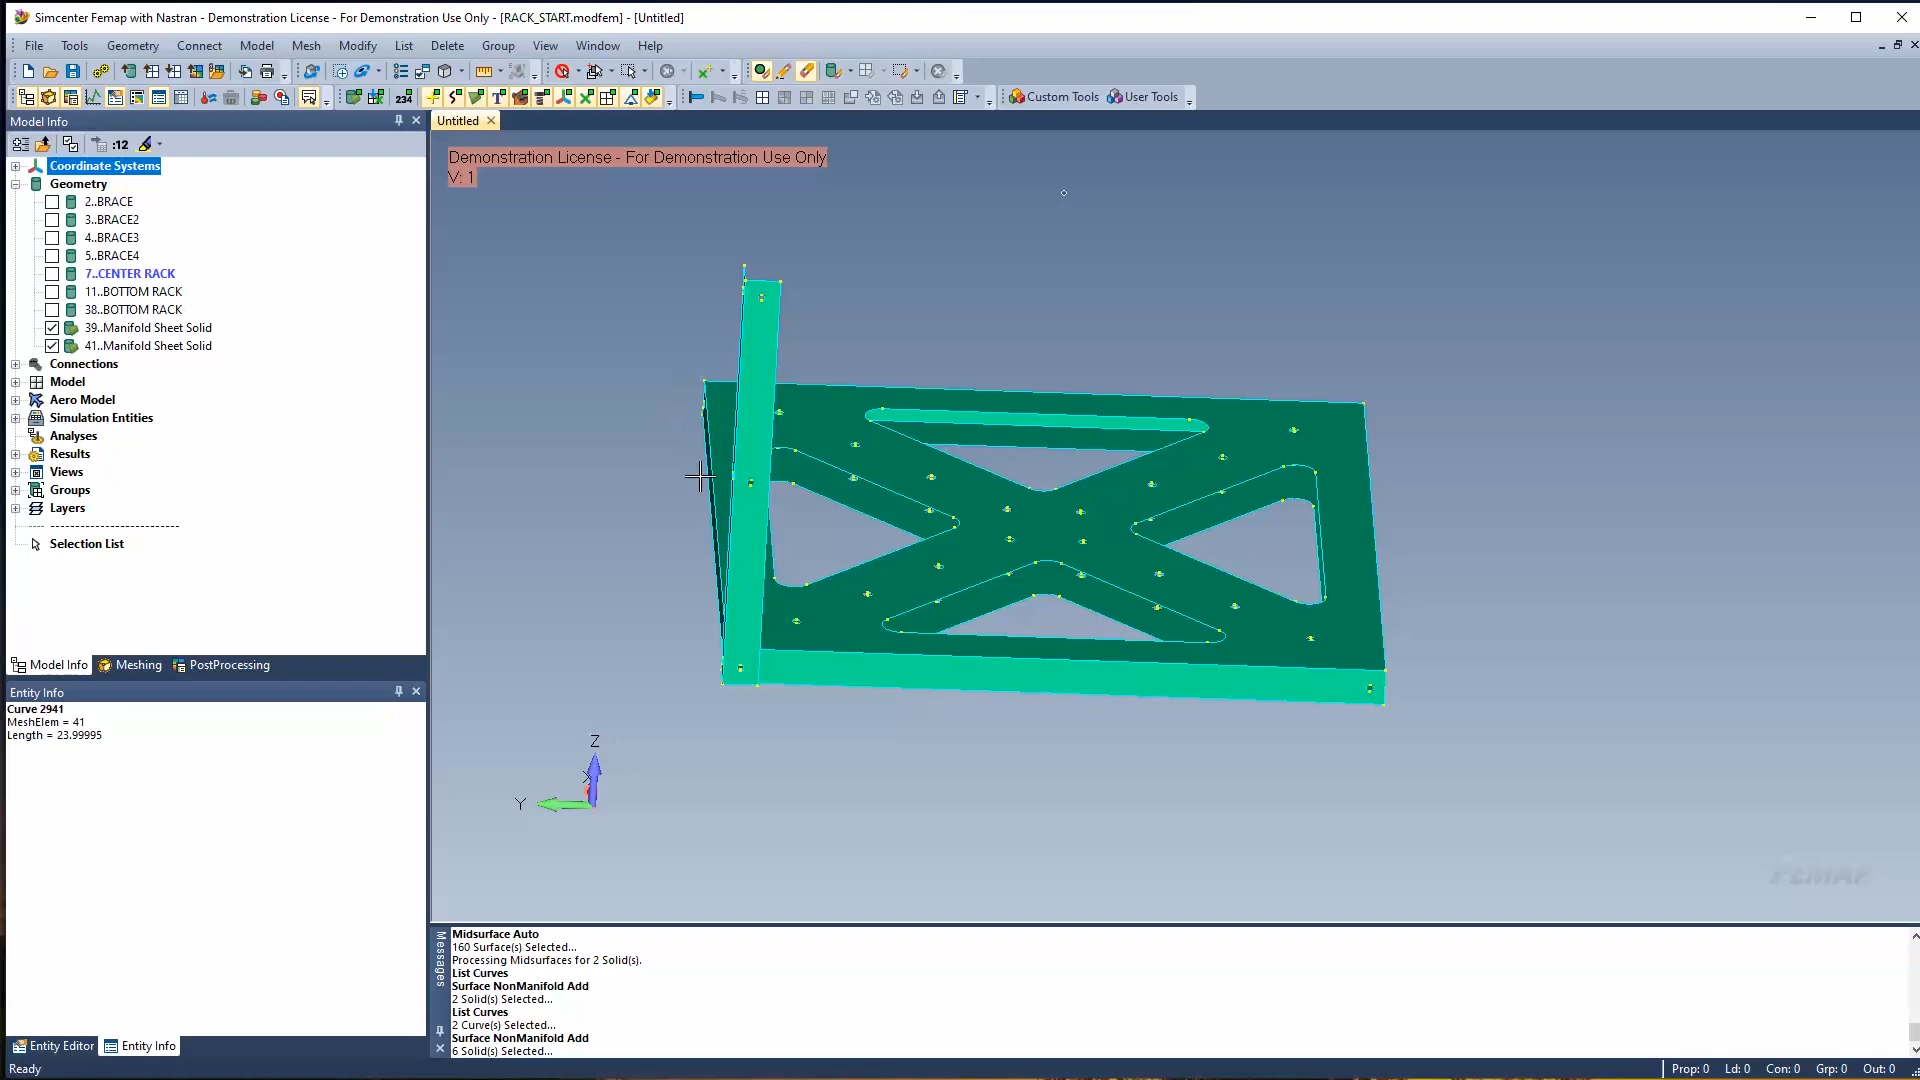 Simcenter Femap with Nastran - Demonstration License - For Demonstration Use Only - [RACK_START.modfem] - [Untitled]
File Tools Geometry Connect Model Mesh Modify List Delete Group View Window Help
234
Custom Tools User Tools
Model Info
:12
Coordinate Systems
Geometry
2..BRACE
3..BRACE2
4..BRACE3
5..BRACE4
7..CENTER RACK
11..BOTTOM RACK
38..BOTTOM RACK
39..Manifold Sheet Solid
41..Manifold Sheet Solid
Connections
Model
Aero Model
Simulation Entities
Analyses
Results
Views
Groups
Layers
Selection List
Model Info Meshing PostProcessing
Entity Info
Curve 2941
MeshElem = 41
Length = 23.99995
Entity Editor Entity Info
Untitled
Demonstration License - For Demonstration Use Only
V: 1
Z
X
Y
FEMAP
Messages
Midsurface Auto
160 Surface(s) Selected...
Processing Midsurfaces for 2 Solid(s).
List Curves
Surface NonManifold Add
2 Solid(s) Selected...
List Curves
2 Curve(s) Selected...
Surface NonManifold Add
6 Solid(s) Selected...
Ready
Prop: 0 Ld: 0 Con: 0 Grp: 0 Out: 0